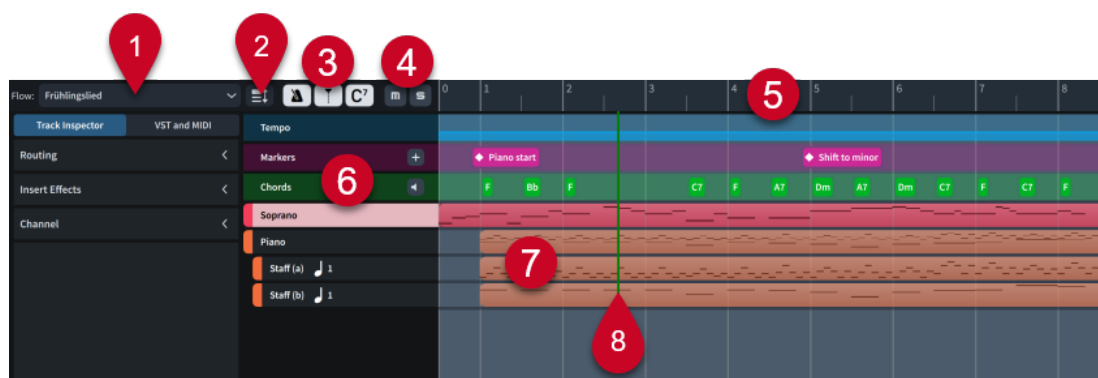 1
2
3
4
5
Flow: Frühlingslied
C7
m s
0 1 2 3 4 5 6 7 8
Track Inspector VST and MIDI
Tempo
Routing
Markers +
Piano start Shift to minor
Insert Effects
Chords
6
F Bb F C7 F A7 Dm A7 Dm C7 F C7 F
Channel
Soprano
Piano
7
Staff (a) 1
Staff (b) 1
8